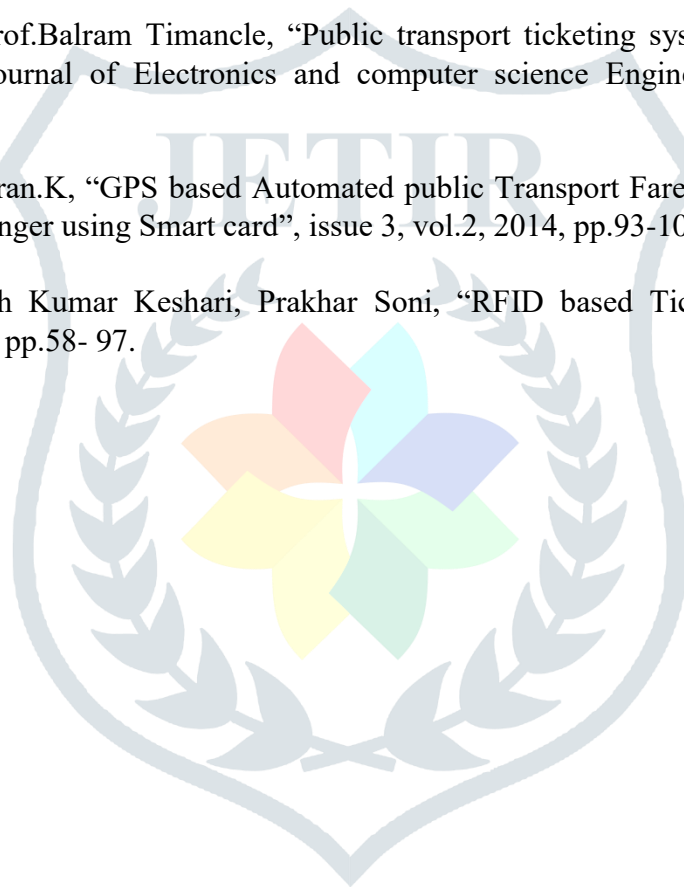 rof.Balram Timancle, “Public transport ticketing sys
ournal of Electronics and computer science Engine
JETIR
ran.K, “GPS based Automated public Transport Fare
nger using Smart card”, issue 3, vol.2, 2014, pp.93-10
h Kumar Keshari, Prakhar Soni, “RFID based Tic
pp.58- 97.